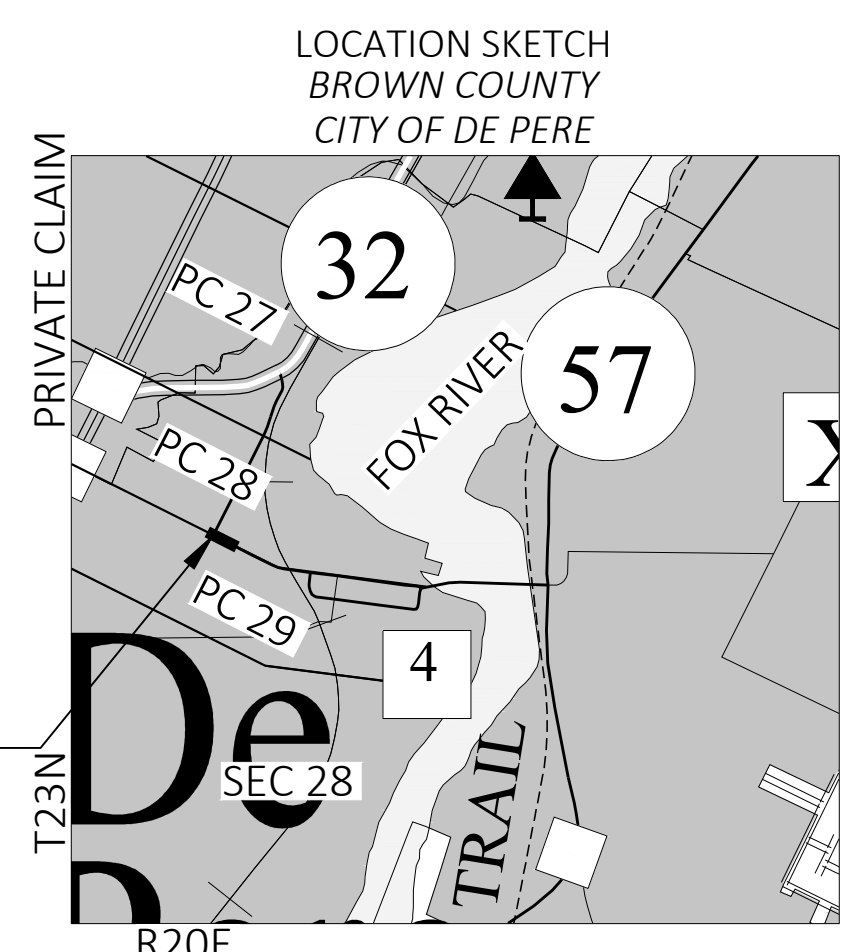 LOCATION SKETCH
BROWN COUNTY
CITY OF DE PERE
PRIVATE CLAIM
32
PC 27
57
FOX RIVER
X
PC 28
PC 29
4
De
SEC 28
TRAIL
T23N
R20E